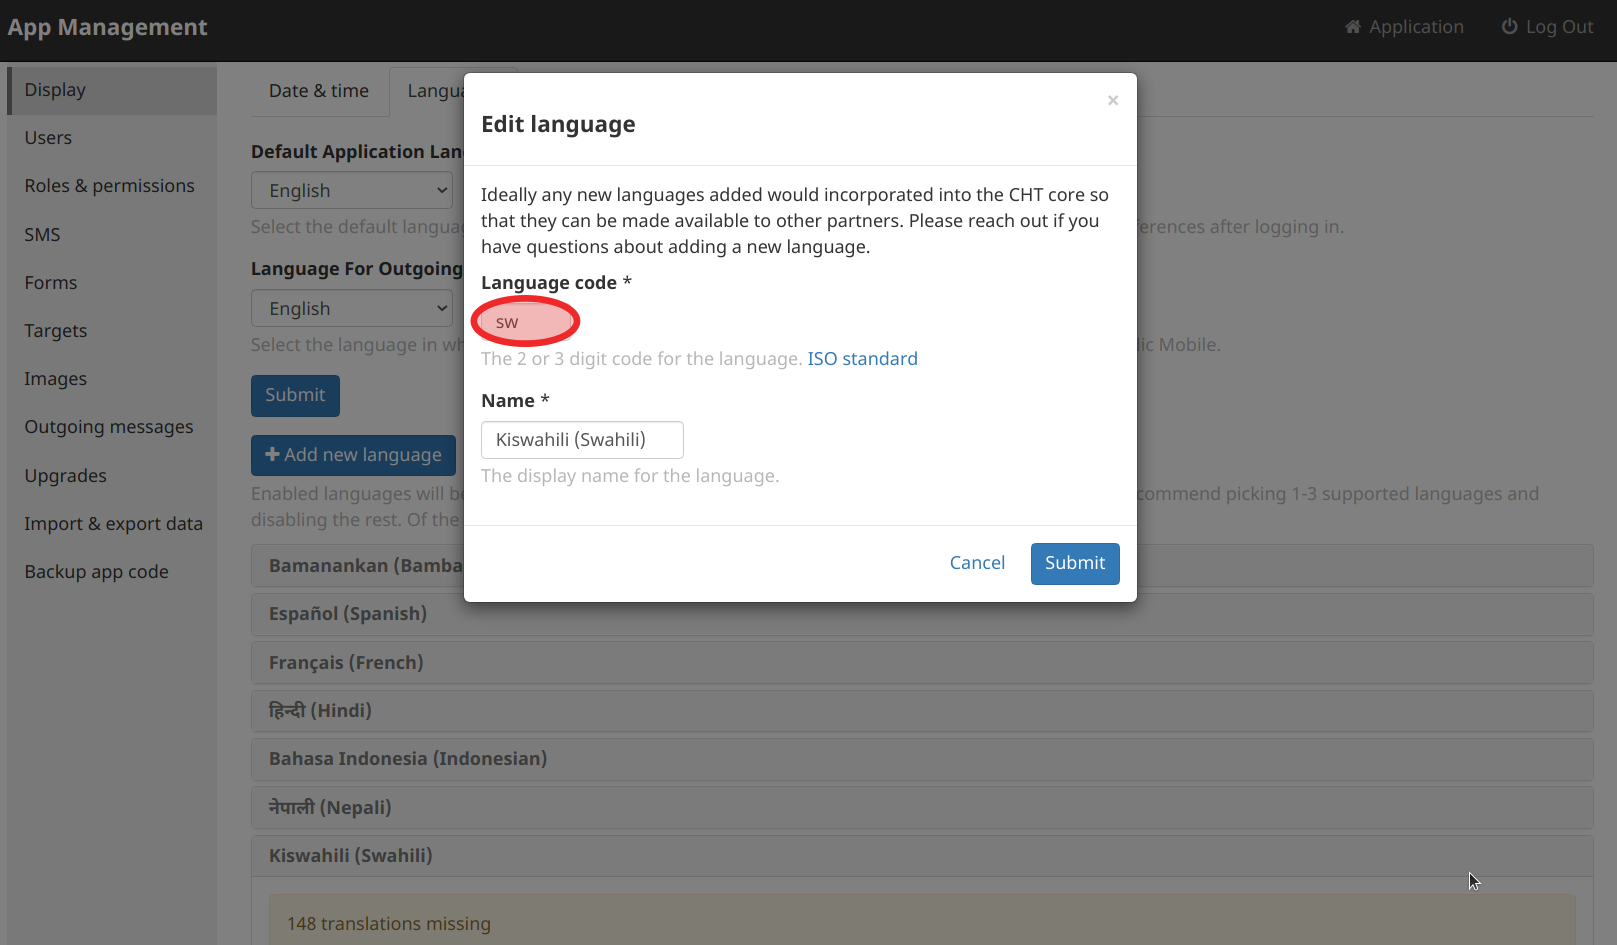 App Management
Application
Log Out
Display
Users
Roles & permissions
SMS
Forms
Targets
Images
Outgoing messages
Upgrades
Import & export data
Backup app code
Date & time
Default Application
English
Select the default
erences after logging in.
Language For Outgoing
English
Select the language in
lic Mobile.
Submit
Add new language
Enabled languages will
commend picking 1-3 supported languages and
disabling the rest. Of the
Bamanankan (Bamba
Español (Spanish)
Français (French)
हिन्दी (Hindi)
Bahasa Indonesia (Indonesian)
नेपाली (Nepali)
Kiswahili (Swahili)
148 translations missing
×
Edit language
Ideally any new languages added would incorporated into the CHT core so
that they can be made available to other partners. Please reach out if you
have questions about adding a new language.
Language code *
sw
The 2 or 3 digit code for the language. ISO standard
Name *
Kiswahili (Swahili)
The display name for the language.
Cancel
Submit